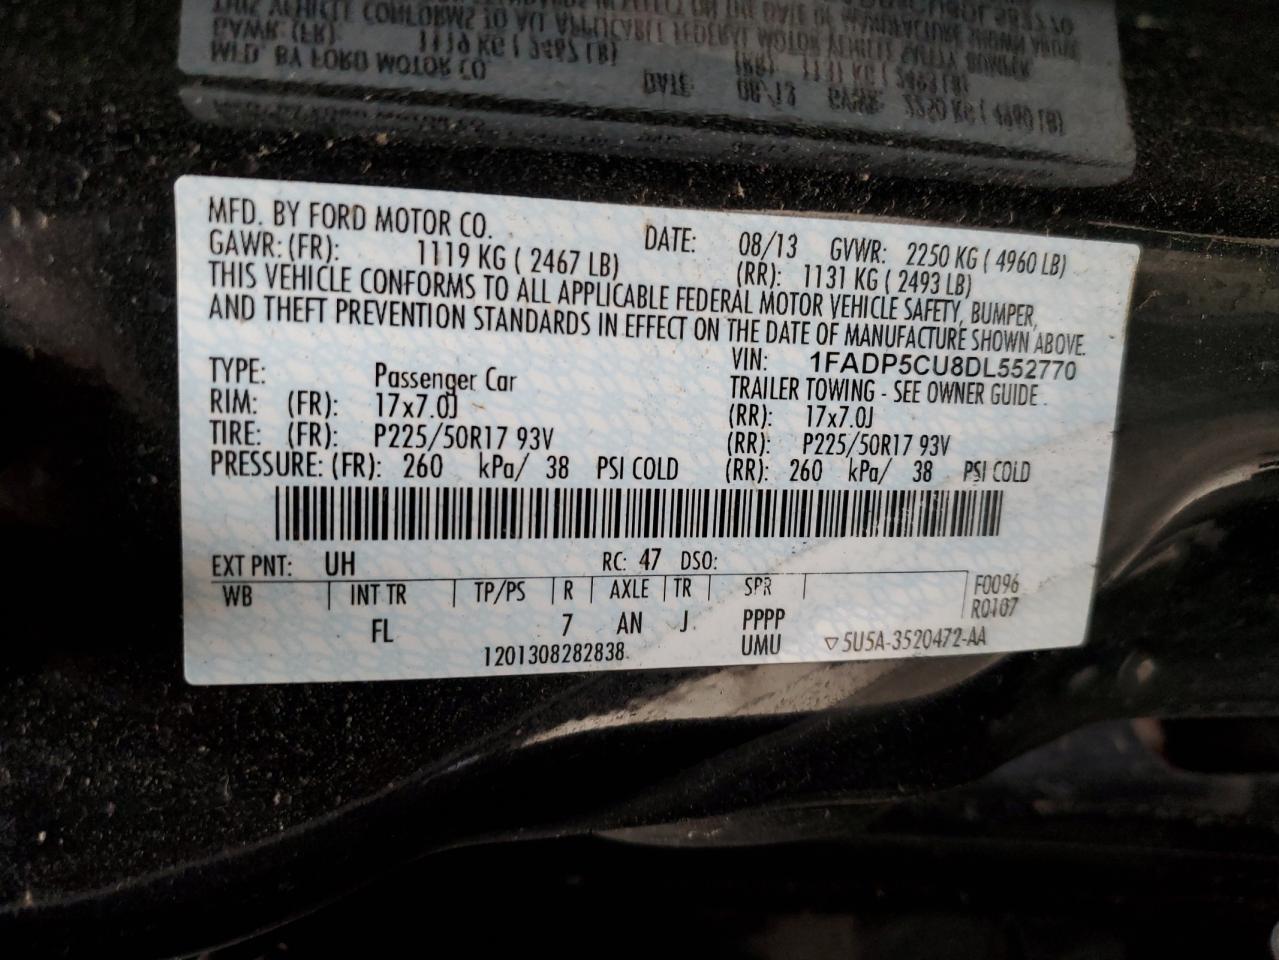 MFD. BY FORD MOTOR CO. DATE: 08/13 GVWR: 2250 KG ( 4960 LB)
GAWR: (FR): 1119 KG ( 2467 LB) (RR): 1131 KG ( 2493 LB)
THIS VEHICLE CONFORMS TO ALL APPLICABLE FEDERAL MOTOR VEHICLE SAFETY, BUMPER,
AND THEFT PREVENTION STANDARDS IN EFFECT ON THE DATE OF MANUFACTURE SHOWN ABOVE.
VIN: 1FADP5CU8DL552770
TYPE: Passenger Car TRAILER TOWING - SEE OWNER GUIDE.
RIM: (FR): 17x7.0J (RR): 17x7.0J
TIRE: (FR): P225/50R17 93V (RR): P225/50R17 93V
PRESSURE: (FR): 260 kPa/ 38 PSI COLD (RR): 260 kPa/ 38 PSI COLD
EXT PNT: UH RC: 47 DSO:
WB INT TR TP/PS R AXLE TR SPR F0096
R0107
FL 7 AN J PPPP
UMU ▽5U5A-3520472-AA
1201308282838